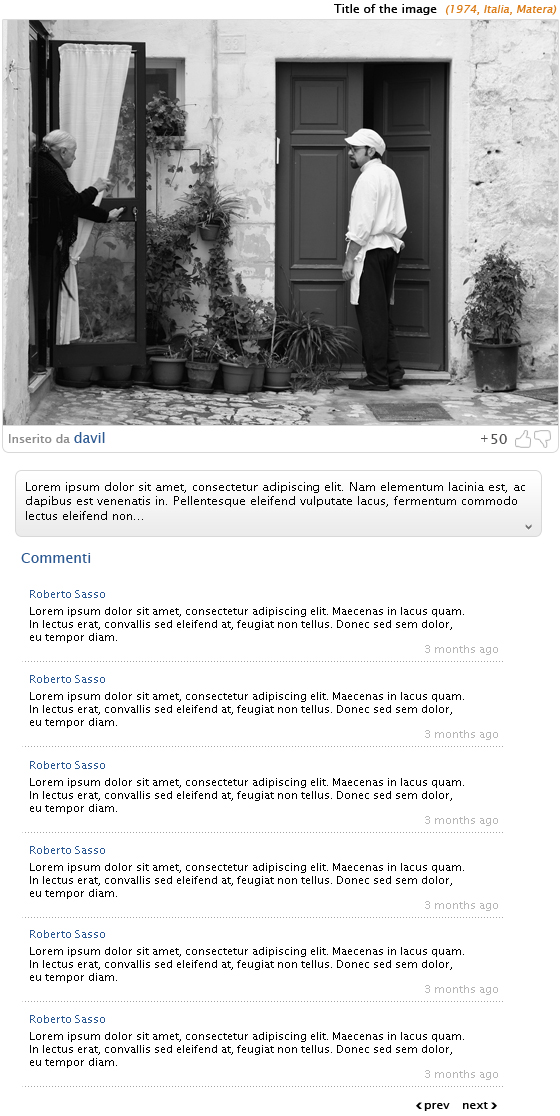 Title of the image (1974, Italia, Matera)
Inserito da davil +50
Lorem ipsum dolor sit amet, consectetur adipiscing elit. Nam elementum lacinia est, ac
dapibus est venenatis in. Pellentesque eleifend vulputate lacus, fermentum commodo
lectus eleifend non...
Commenti
Roberto Sasso
Lorem ipsum dolor sit amet, consectetur adipiscing elit. Maecenas in lacus quam.
In lectus erat, convallis sed eleifend at, feugiat non tellus. Donec sed sem dolor,
eu tempor diam.
3 months ago
Roberto Sasso
Lorem ipsum dolor sit amet, consectetur adipiscing elit. Maecenas in lacus quam.
In lectus erat, convallis sed eleifend at, feugiat non tellus. Donec sed sem dolor,
eu tempor diam.
3 months ago
Roberto Sasso
Lorem ipsum dolor sit amet, consectetur adipiscing elit. Maecenas in lacus quam.
In lectus erat, convallis sed eleifend at, feugiat non tellus. Donec sed sem dolor,
eu tempor diam.
3 months ago
Roberto Sasso
Lorem ipsum dolor sit amet, consectetur adipiscing elit. Maecenas in lacus quam.
In lectus erat, convallis sed eleifend at, feugiat non tellus. Donec sed sem dolor,
eu tempor diam.
3 months ago
Roberto Sasso
Lorem ipsum dolor sit amet, consectetur adipiscing elit. Maecenas in lacus quam.
In lectus erat, convallis sed eleifend at, feugiat non tellus. Donec sed sem dolor,
eu tempor diam.
3 months ago
Roberto Sasso
Lorem ipsum dolor sit amet, consectetur adipiscing elit. Maecenas in lacus quam.
In lectus erat, convallis sed eleifend at, feugiat non tellus. Donec sed sem dolor,
eu tempor diam.
3 months ago
prev next